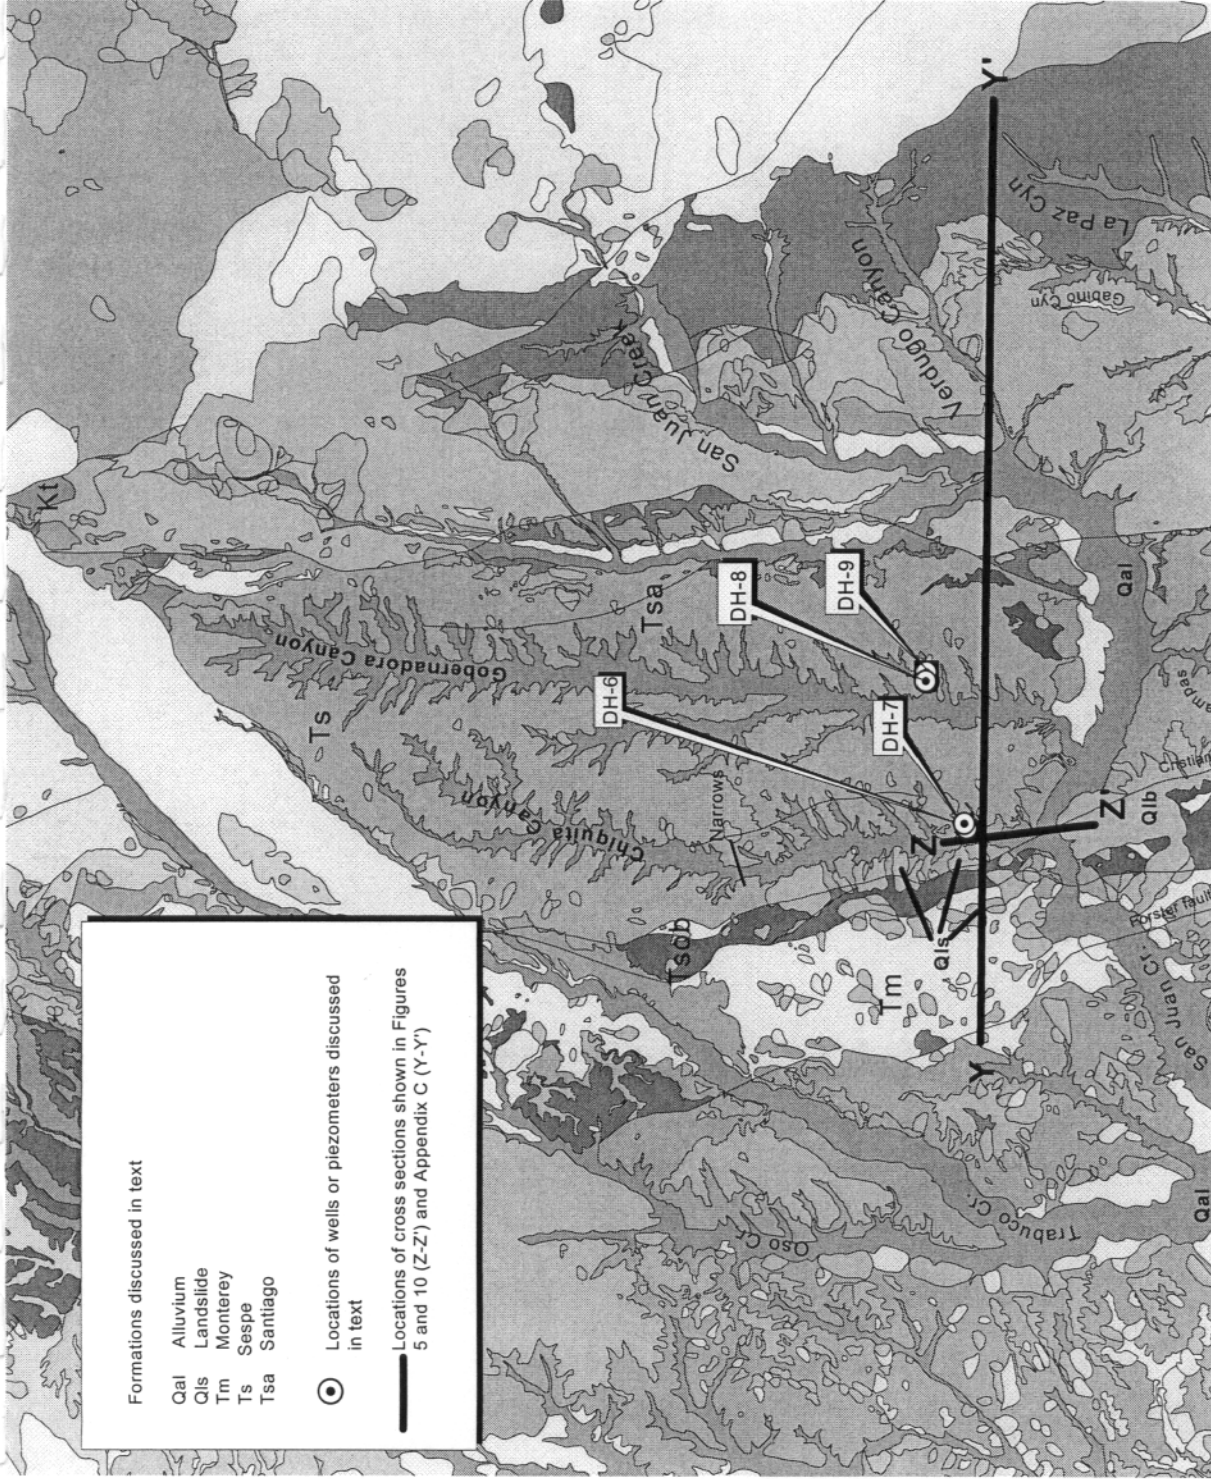 Formations discussed in text
Qal Alluvium
Qls Landslide
Tm Monterey
Ts Sespe
Tsa Santiago
Locations of wells or piezometers discussed
in text
Locations of cross sections shown in Figures
5 and 10 (Z-Z') and Appendix C (Y-Y')
Kt
Ts
Gobernadora Canyon
Chiquita Canyon
Narrows
Tsa
Tsob
Tm
Qls
DH-6
DH-7
DH-8
DH-9
San Juan Creek
Verdugo Canyon
La Paz Cyn
Gabino Cyn
Y
Y'
Z
Z'
Qal
Qlb
Cristian
Forster fault
San Juan Cr.
Oso Cr.
Trabuco Cr.
Qal